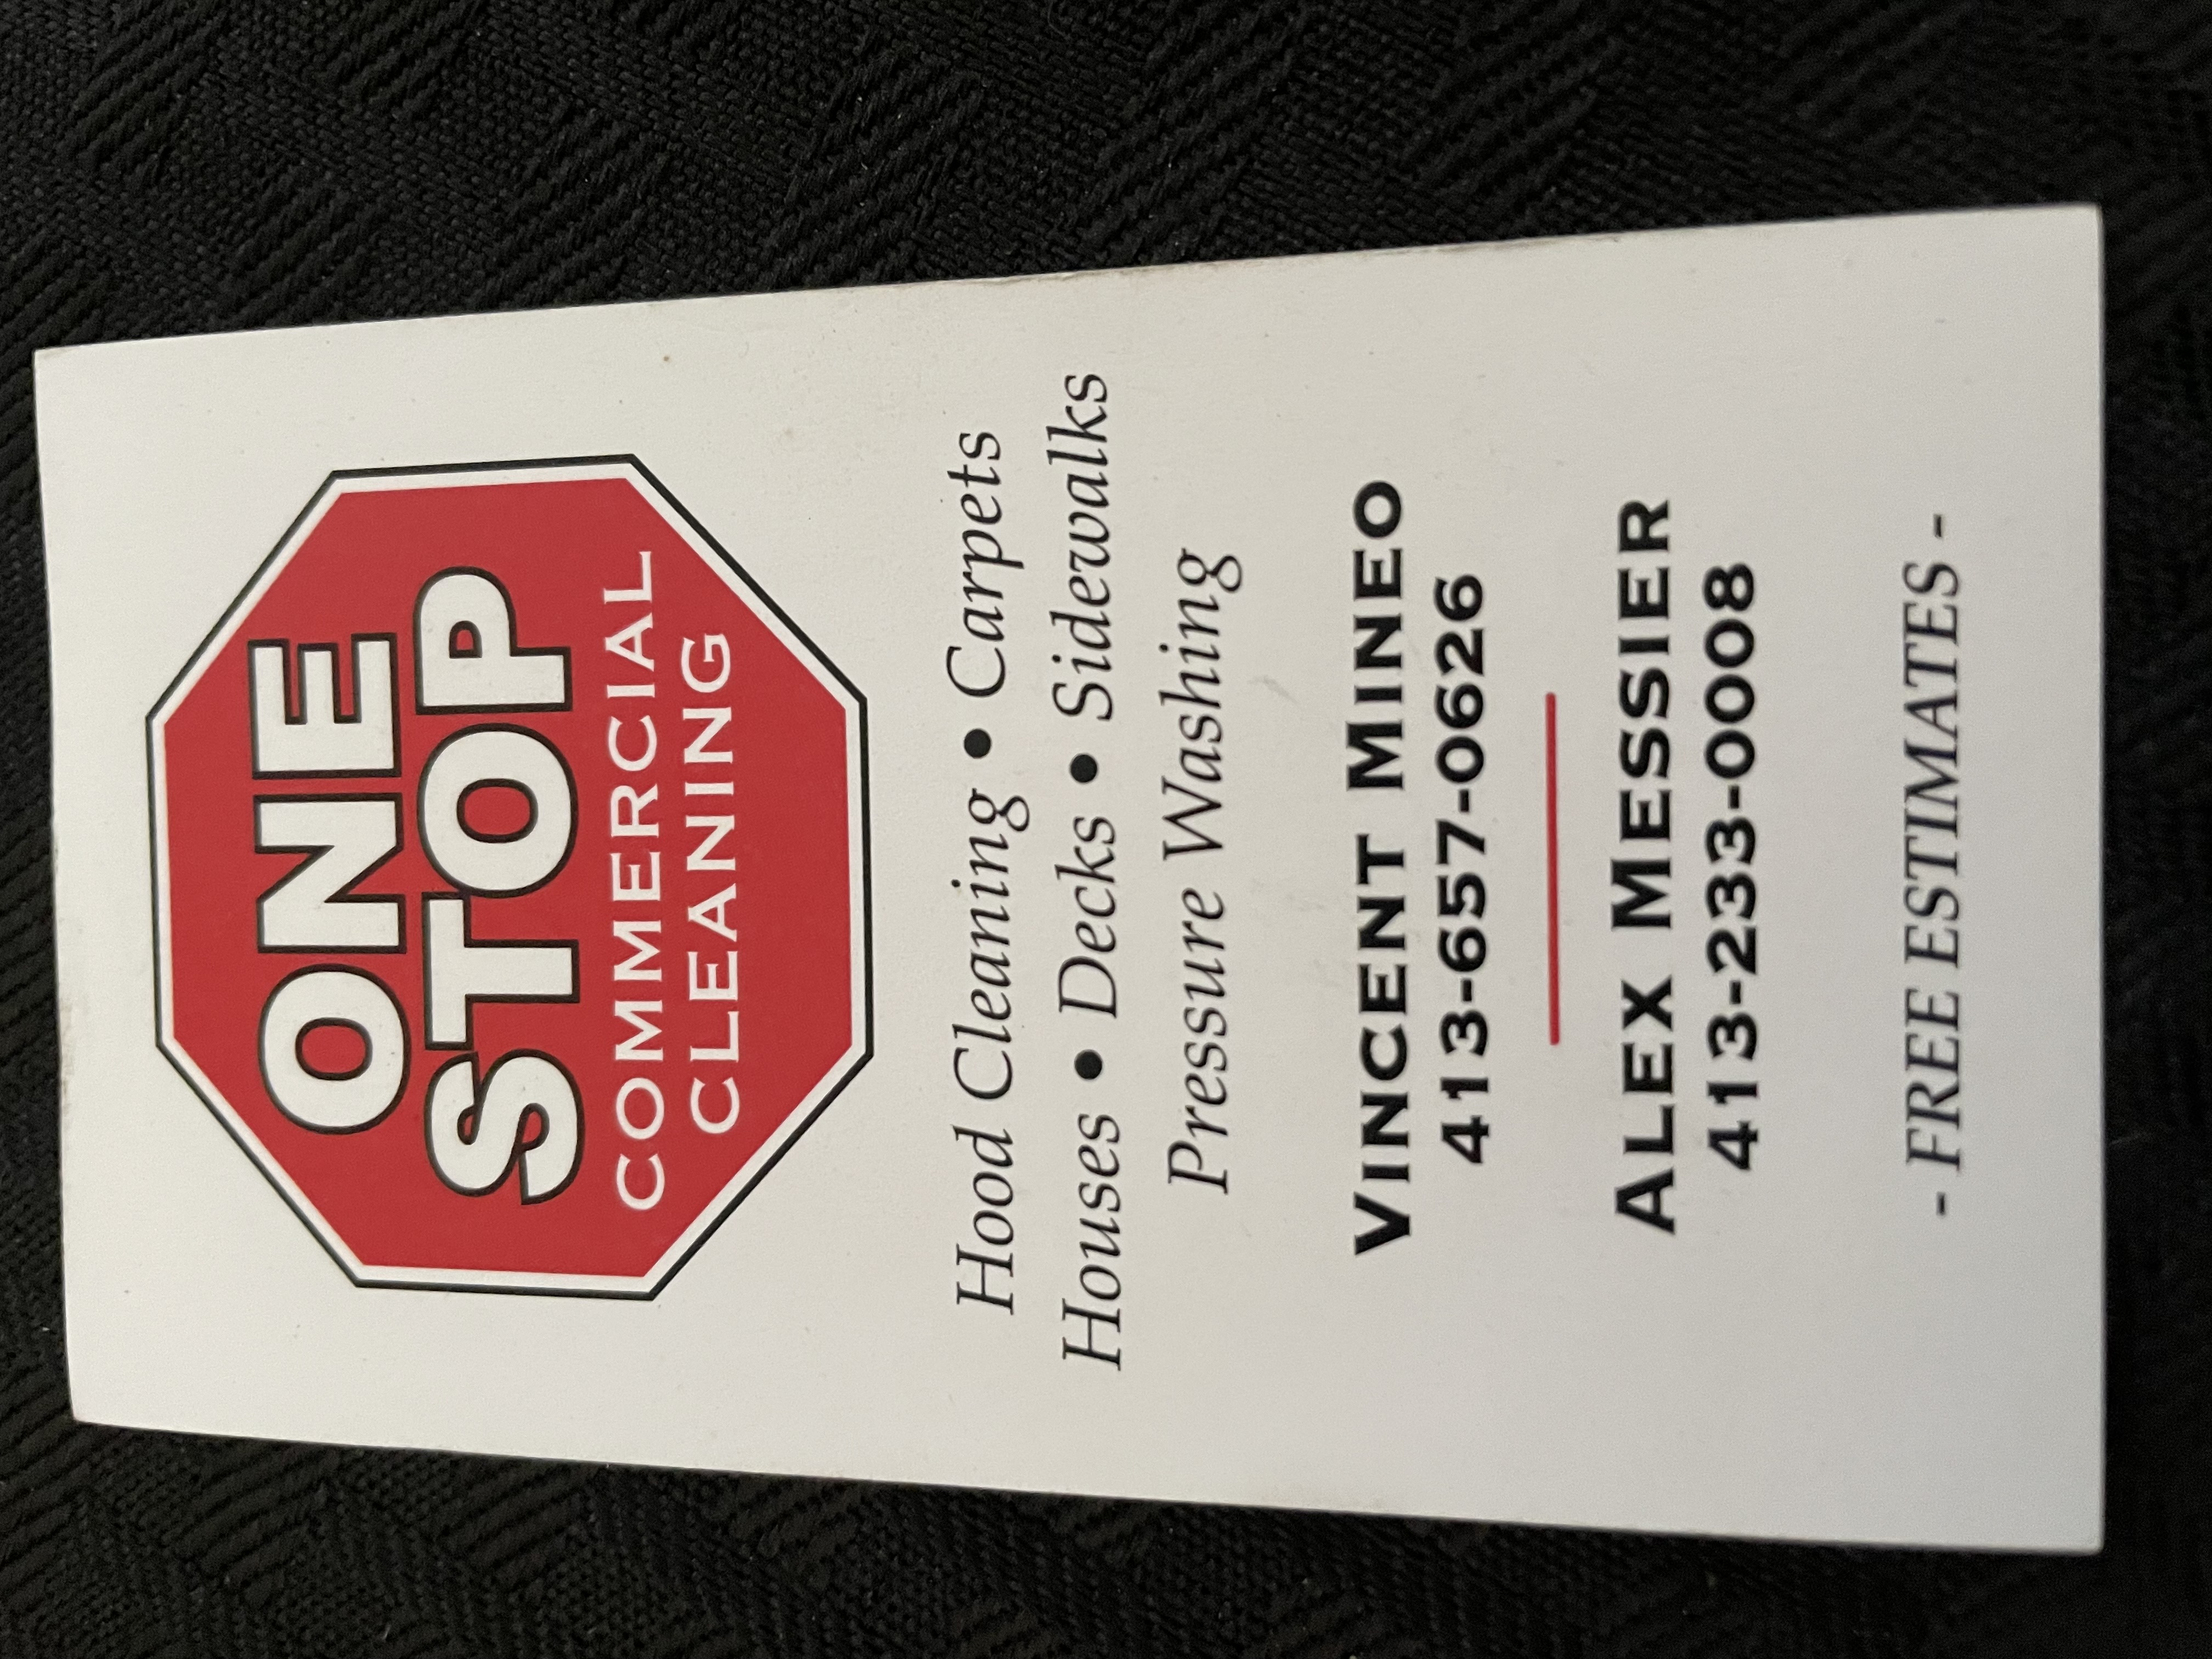 ONE
STOP
COMMERCIAL
CLEANING
Hood Cleaning • Carpets
Houses • Decks • Sidewalks
Pressure Washing
VINCENT MINEO
413-657-0626
ALEX MESSIER
413-233-0008
- FREE ESTIMATES -